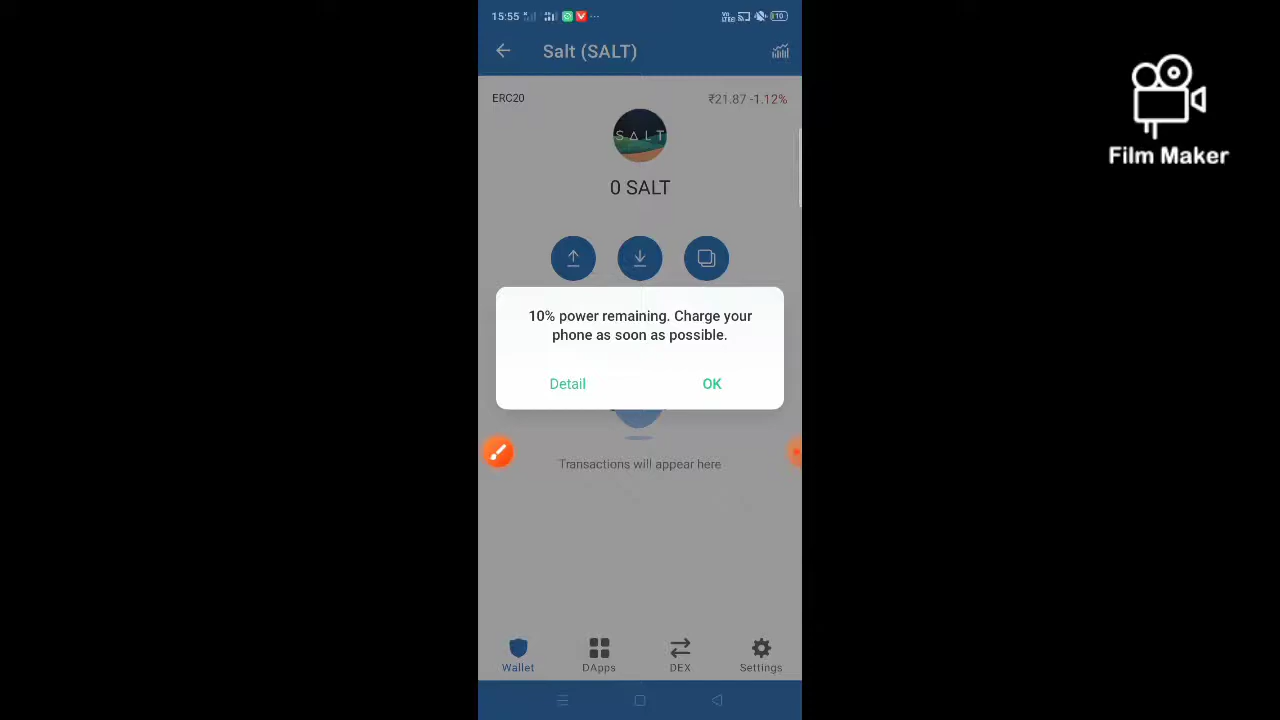 15:55
110
Salt (SALT)
ERC20
₹21.87 -1.12%
SALT
0 SALT
10% power remaining. Charge your
phone as soon as possible.
Detail
OK
Transactions will appear here
Wallet
DApps
DEX
Settings
Film Maker